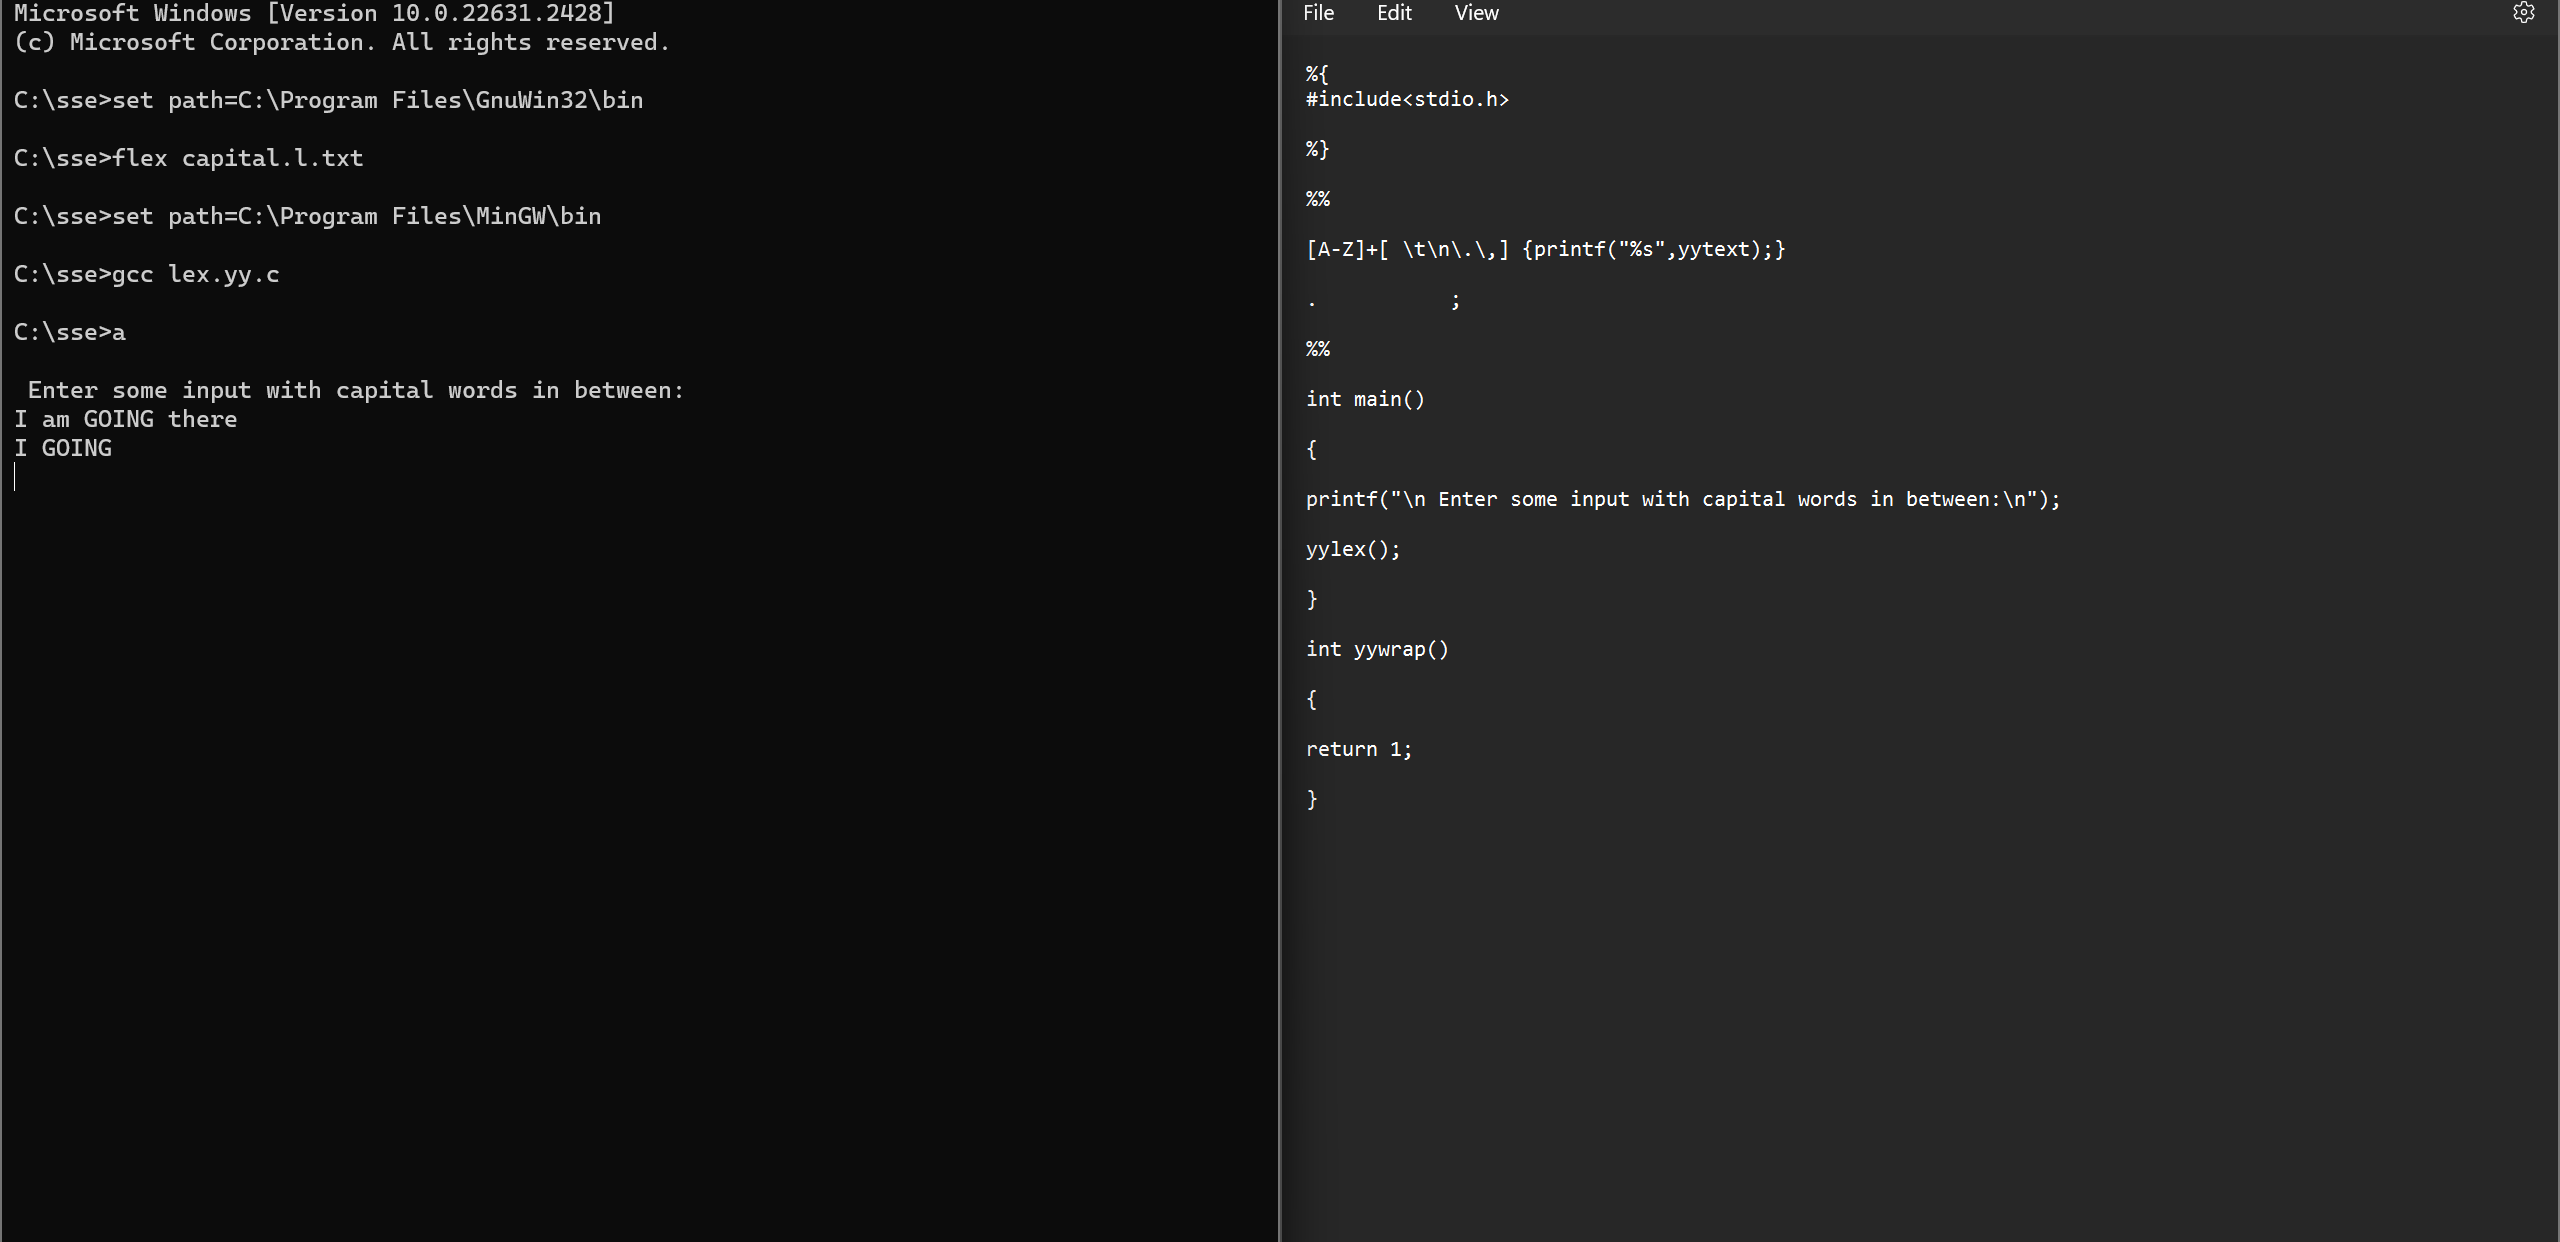 Microsoft Windows [Version 10.0.22631.2428]
(c) Microsoft Corporation. All rights reserved.
C:\sse>set path=C:\Program Files\GnuWin32\bin
C:\sse>flex capital.l.txt
C:\sse>set path=C:\Program Files\MinGW\bin
C:\sse>gcc lex.yy.c
C:\sse>a
Enter some input with capital words in between:
I am GOING there
I GOING
File Edit View
%{
#include<stdio.h>
%}
%%
[A-Z]+[ \t\n\.\,] {printf("%s",yytext);}
. ;
%%
int main()
{
printf("\n Enter some input with capital words in between:\n");
yylex();
}
int yywrap()
{
return 1;
}